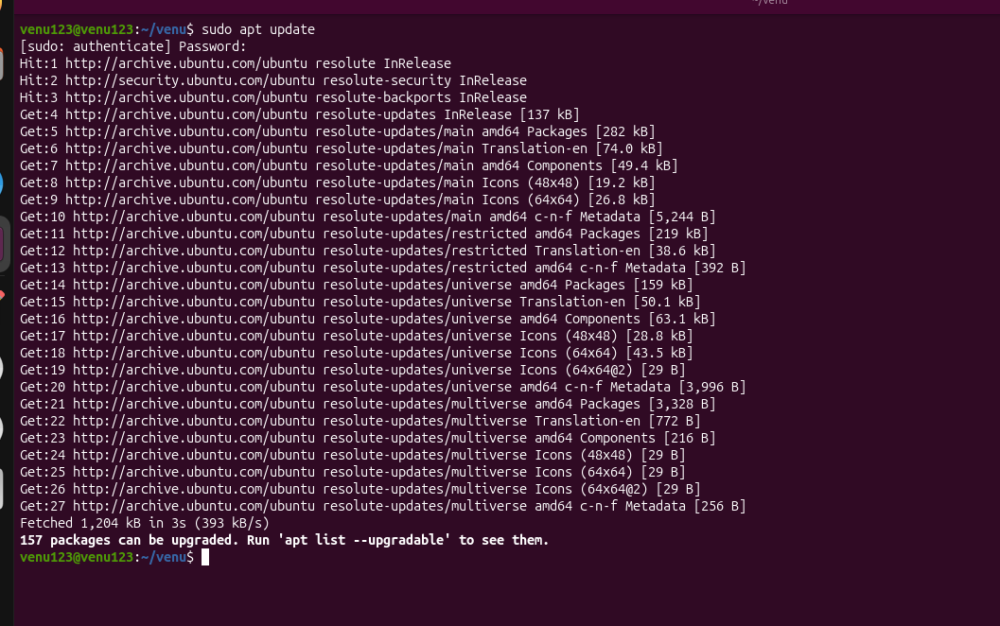 ~/venu
venu123@venu123:~/venu$ sudo apt update
[sudo: authenticate] Password:
Hit:1 http://archive.ubuntu.com/ubuntu resolute InRelease
Hit:2 http://security.ubuntu.com/ubuntu resolute-security InRelease
Hit:3 http://archive.ubuntu.com/ubuntu resolute-backports InRelease
Get:4 http://archive.ubuntu.com/ubuntu resolute-updates InRelease [137 kB]
Get:5 http://archive.ubuntu.com/ubuntu resolute-updates/main amd64 Packages [282 kB]
Get:6 http://archive.ubuntu.com/ubuntu resolute-updates/main Translation-en [74.0 kB]
Get:7 http://archive.ubuntu.com/ubuntu resolute-updates/main amd64 Components [49.4 kB]
Get:8 http://archive.ubuntu.com/ubuntu resolute-updates/main Icons (48x48) [19.2 kB]
Get:9 http://archive.ubuntu.com/ubuntu resolute-updates/main Icons (64x64) [26.8 kB]
Get:10 http://archive.ubuntu.com/ubuntu resolute-updates/main amd64 c-n-f Metadata [5,244 B]
Get:11 http://archive.ubuntu.com/ubuntu resolute-updates/restricted amd64 Packages [219 kB]
Get:12 http://archive.ubuntu.com/ubuntu resolute-updates/restricted Translation-en [38.6 kB]
Get:13 http://archive.ubuntu.com/ubuntu resolute-updates/restricted amd64 c-n-f Metadata [392 B]
Get:14 http://archive.ubuntu.com/ubuntu resolute-updates/universe amd64 Packages [159 kB]
Get:15 http://archive.ubuntu.com/ubuntu resolute-updates/universe Translation-en [50.1 kB]
Get:16 http://archive.ubuntu.com/ubuntu resolute-updates/universe amd64 Components [63.1 kB]
Get:17 http://archive.ubuntu.com/ubuntu resolute-updates/universe Icons (48x48) [28.8 kB]
Get:18 http://archive.ubuntu.com/ubuntu resolute-updates/universe Icons (64x64) [43.5 kB]
Get:19 http://archive.ubuntu.com/ubuntu resolute-updates/universe Icons (64x64@2) [29 B]
Get:20 http://archive.ubuntu.com/ubuntu resolute-updates/universe amd64 c-n-f Metadata [3,996 B]
Get:21 http://archive.ubuntu.com/ubuntu resolute-updates/multiverse amd64 Packages [3,328 B]
Get:22 http://archive.ubuntu.com/ubuntu resolute-updates/multiverse Translation-en [772 B]
Get:23 http://archive.ubuntu.com/ubuntu resolute-updates/multiverse amd64 Components [216 B]
Get:24 http://archive.ubuntu.com/ubuntu resolute-updates/multiverse Icons (48x48) [29 B]
Get:25 http://archive.ubuntu.com/ubuntu resolute-updates/multiverse Icons (64x64) [29 B]
Get:26 http://archive.ubuntu.com/ubuntu resolute-updates/multiverse Icons (64x64@2) [29 B]
Get:27 http://archive.ubuntu.com/ubuntu resolute-updates/multiverse amd64 c-n-f Metadata [256 B]
Fetched 1,204 kB in 3s (393 kB/s)
157 packages can be upgraded. Run 'apt list --upgradable' to see them.
venu123@venu123:~/venu$